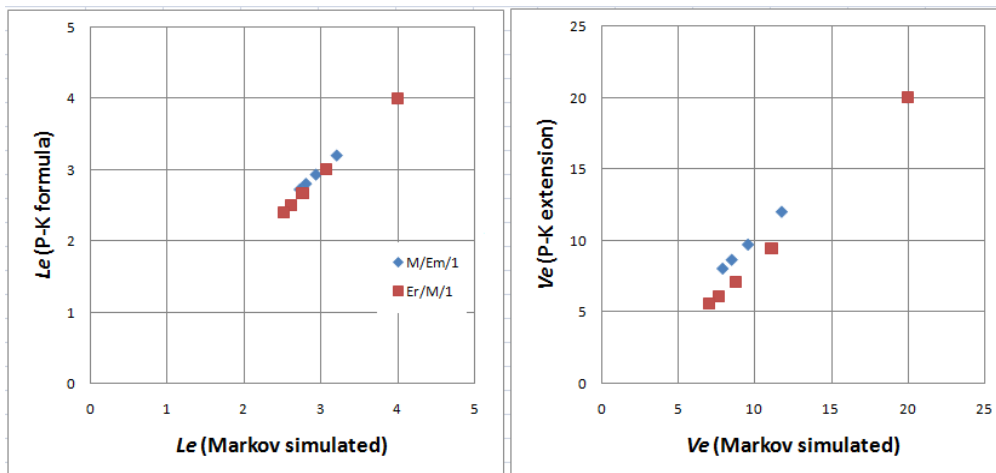 5
4
3
2
1
0
Le (P-K formula)
M/Em/1
Er/M/1
0 1 2 3 4 5
Le (Markov simulated)
25
20
15
10
5
0
Ve (P-K extension)
0 5 10 15 20 25
Ve (Markov simulated)